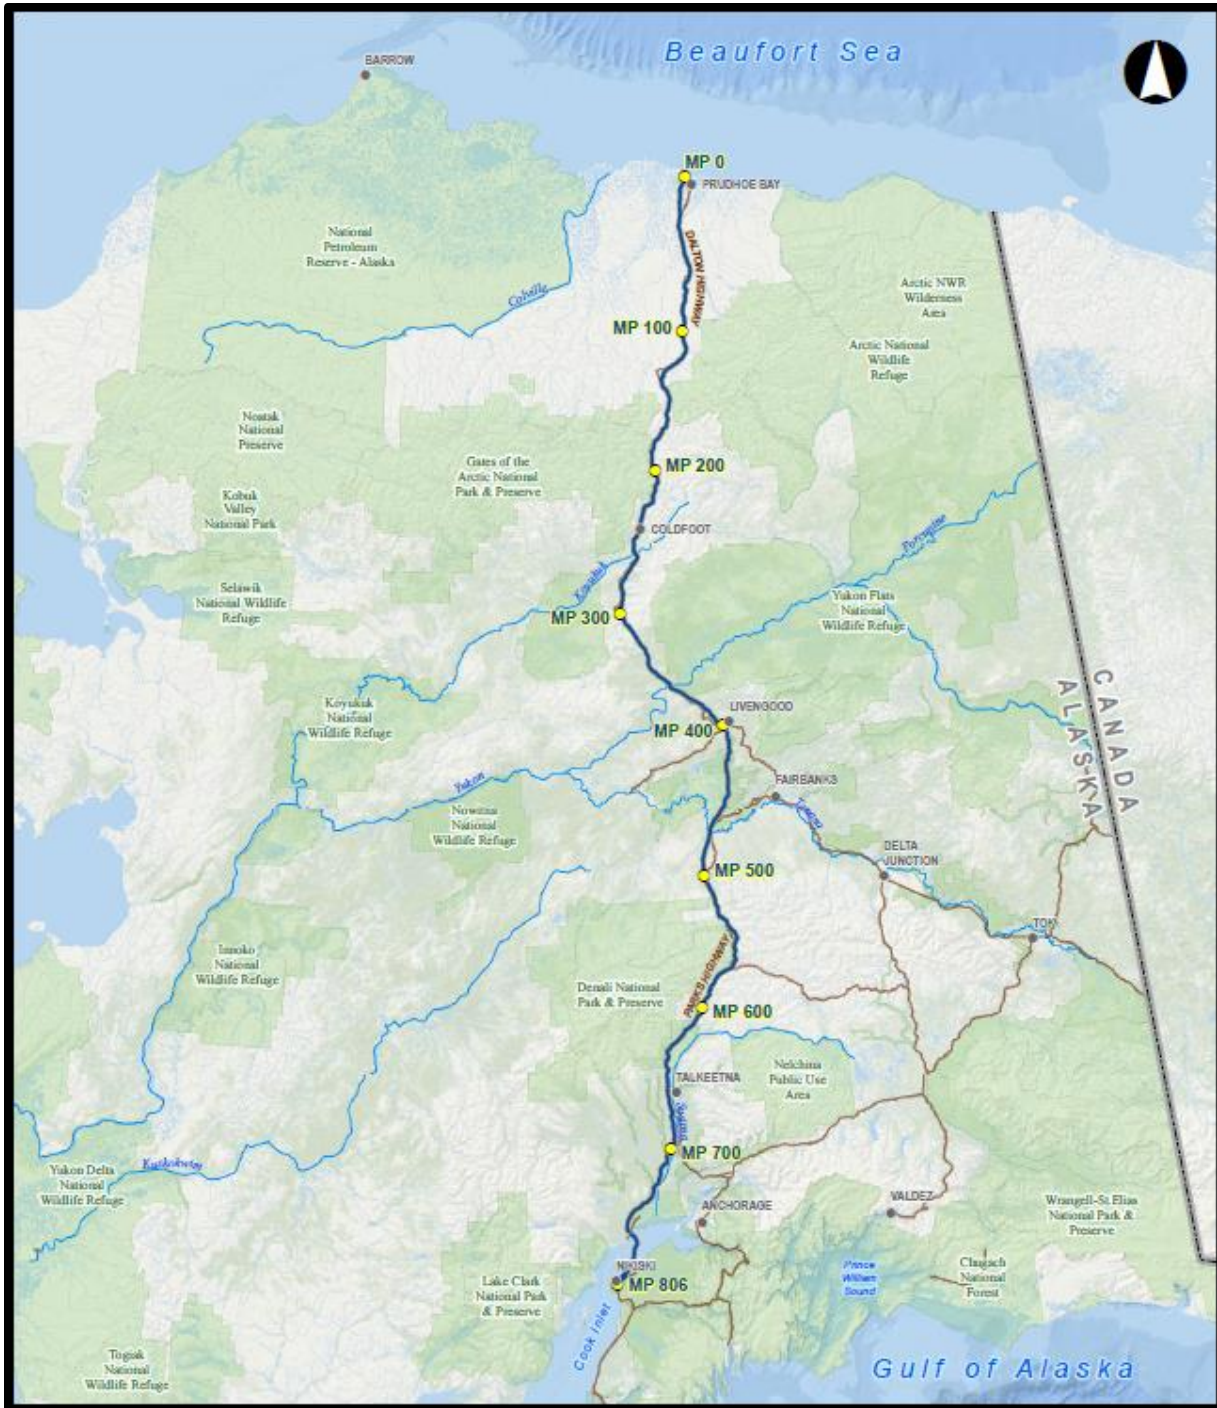 Beaufort Sea
BARROW
MP 0
PRUDHOE BAY
National
Petroleum
Reserve - Alaska
DALTON HIGHWAY
Arctic NWR
Wilderness
Area
Colville
MP 100
Arctic National
Wildlife
Refuge
Noatak
National
Preserve
Gates of the
Arctic National
Park & Preserve
MP 200
Kobuk
Valley
National Park
COLDFOOT
Porcupine
Koyukuk
Selawik
National Wildlife
Refuge
Yukon Flats
National
Wildlife Refuge
MP 300
CANADA
ALASKA
Koyukuk
National
Wildlife Refuge
LIVENGOOD
MP 400
Yukon
FAIRBANKS
Tanana
Nowitna
National
Wildlife Refuge
DELTA
JUNCTION
MP 500
TOK
Innoko
National
Wildlife Refuge
PARKS HIGHWAY
Denali National
Park & Preserve
MP 600
Nelchina
Public Use
Area
TALKEETNA
Susitna
MP 700
Kuskokwim
Yukon Delta
National
Wildlife Refuge
ANCHORAGE
VALDEZ
Wrangell-St Elias
National Park &
Preserve
NIKISKI
MP 806
Prince
William
Sound
Chugach
National
Forest
Lake Clark
National Park
& Preserve
Cook Inlet
Togiak
National
Wildlife Refuge
Gulf of Alaska